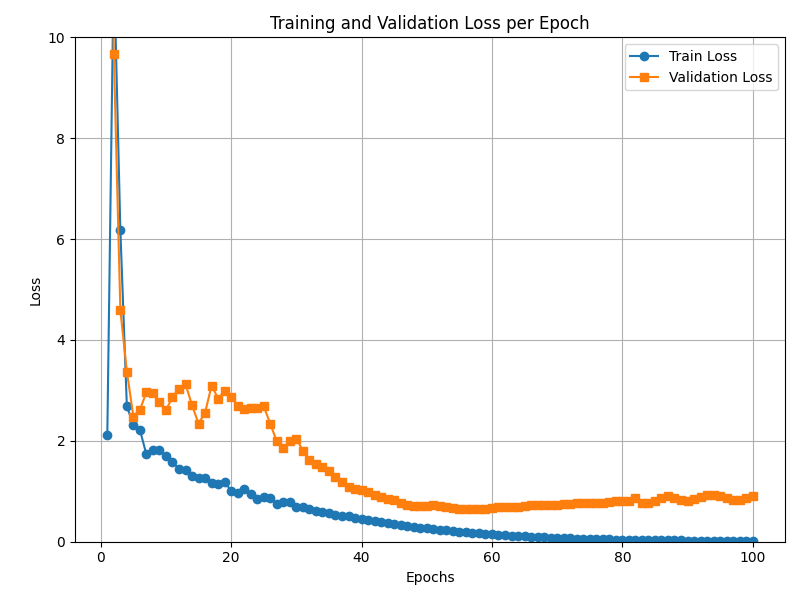 Training and Validation Loss per Epoch
Train Loss
Validation Loss
Loss
10
8
6
4
2
0
0 20 40 60 80 100
Epochs